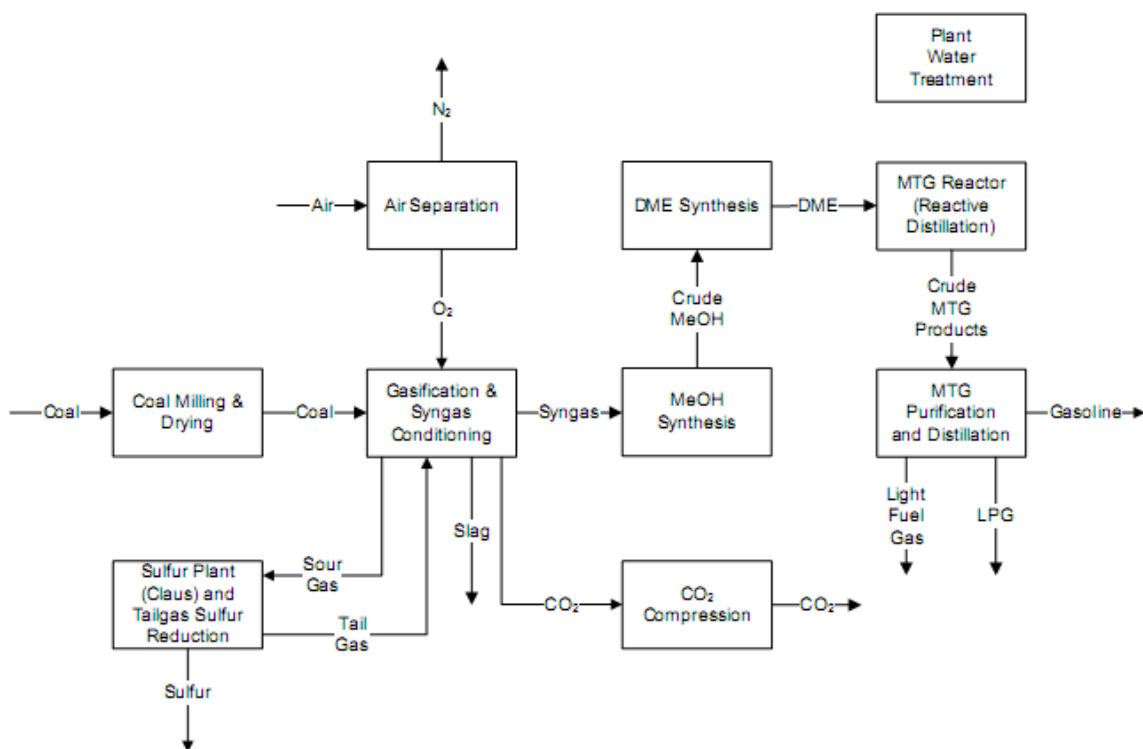 Plant
Water
Treatment
N₂
Air
Air Separation
DME Synthesis
DME
MTG Reactor
(Reactive
Distillation)
O₂
Crude
MeOH
Crude
MTG
Products
Coal
Coal Milling &
Drying
Coal
Gasification &
Syngas
Conditioning
Syngas
MeOH
Synthesis
MTG
Purification
and Distillation
Gasoline
Slag
Light
Fuel
Gas
LPG
Sulfur Plant
(Claus) and
Tailgas Sulfur
Reduction
Sour
Gas
Tail
Gas
CO₂
CO₂
Compression
CO₂
Sulfur